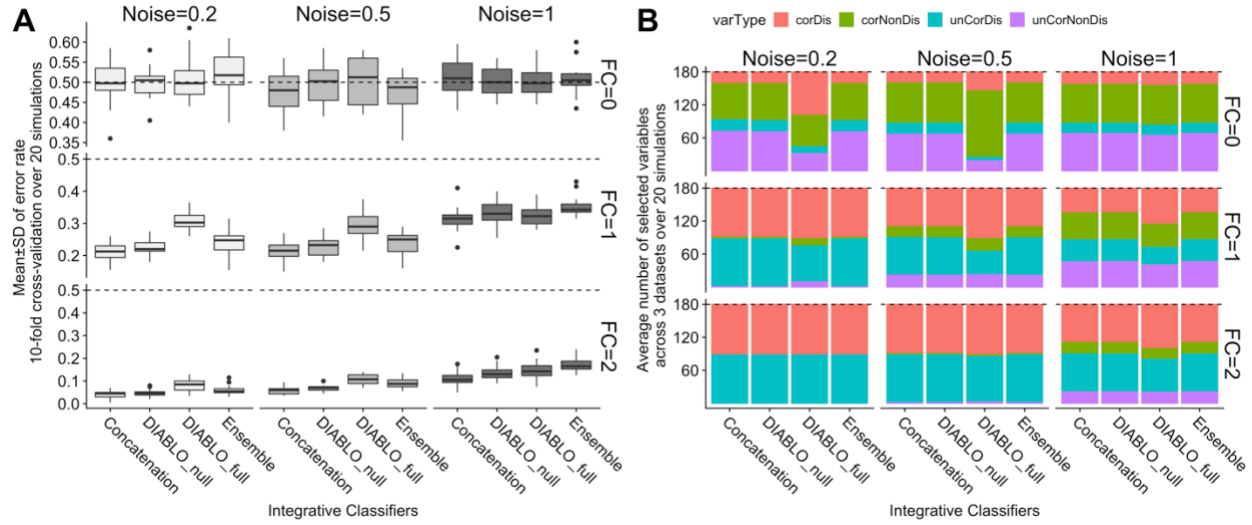 A
Noise=0.2 Noise=0.5 Noise=1
Mean±SD of error rate
10-fold cross-validation over 20 simulations
0.60
0.55
0.50
0.45
0.40
0.35
FC=0
0.5
0.4
0.3
0.2
FC=1
0.5
0.4
0.3
0.2
0.1
0.0
FC=2
Concatenation DIABLO_null DIABLO_full Ensemble Concatenation DIABLO_null DIABLO_full Ensemble Concatenation DIABLO_null DIABLO_full Ensemble
Integrative Classifiers
B
varType corDis corNonDis unCorDis unCorNonDis
Noise=0.2 Noise=0.5 Noise=1
Average number of selected variables
across 3 datasets over 20 simulations
180
120
60
FC=0
180
120
60
FC=1
180
120
60
FC=2
Concatenation DIABLO_null DIABLO_full Ensemble Concatenation DIABLO_null DIABLO_full Ensemble Concatenation DIABLO_null DIABLO_full Ensemble
Integrative Classifiers